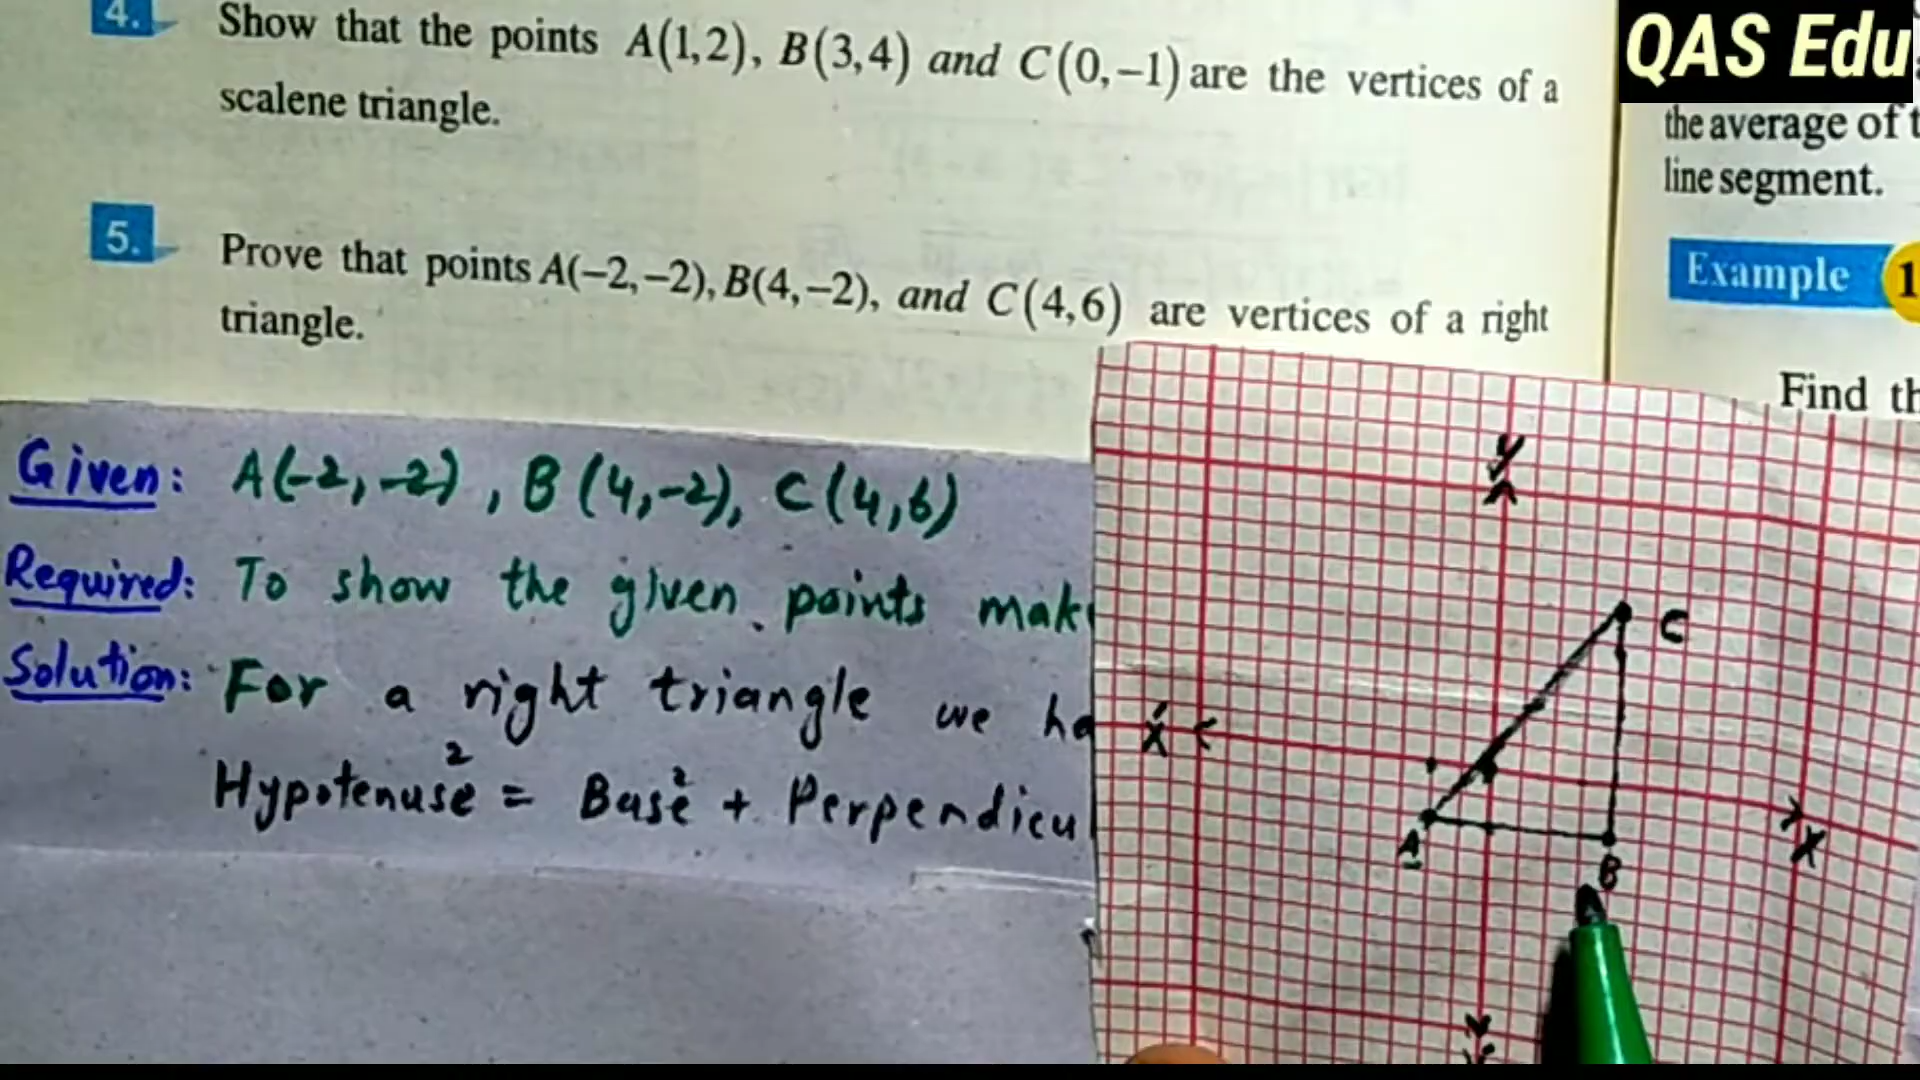 4. Show that the points A(1,2), B(3,4) and C(0,−1) are the vertices of a
scalene triangle.
5. Prove that points A(−2,−2), B(4,−2), and C(4,6) are vertices of a right
triangle.
Given: A(-2,-2), B(4,-2), C(4,6)
Required: To show the given points mak
Solution: For a right triangle we ha
Hypotenuse² = Base² + Perpendicu
QAS Edu
the average of t
line segment.
Example 1
Find th
y
C
X́ 
A
B
X